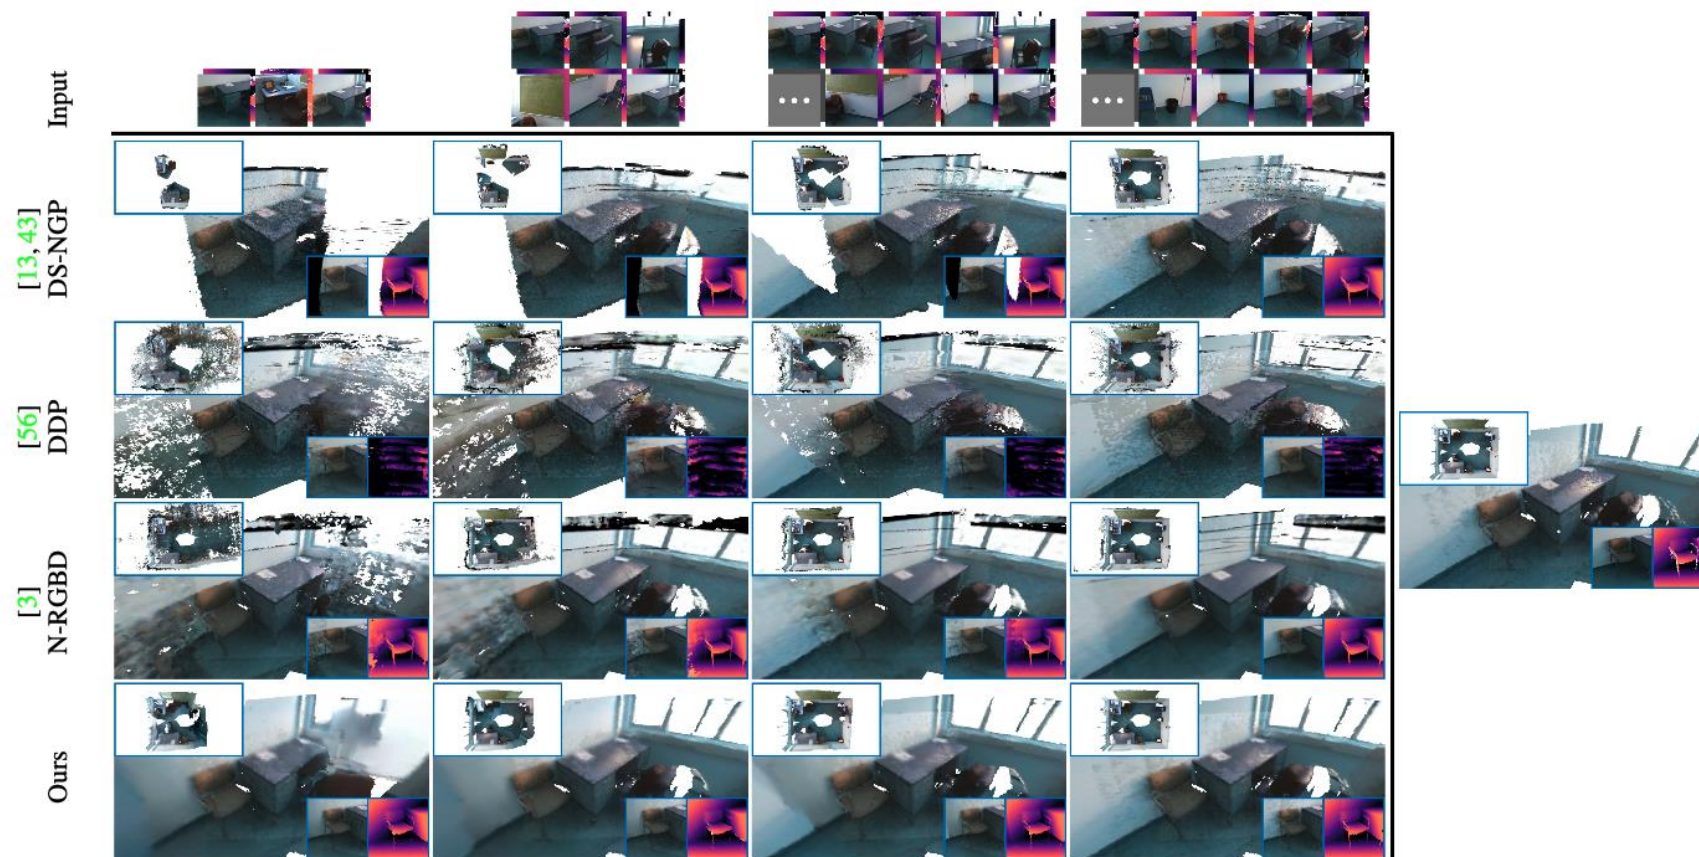 Input
[13, 43]
DS-NGP
[56]
DDP
[3]
N-RGBD
Ours